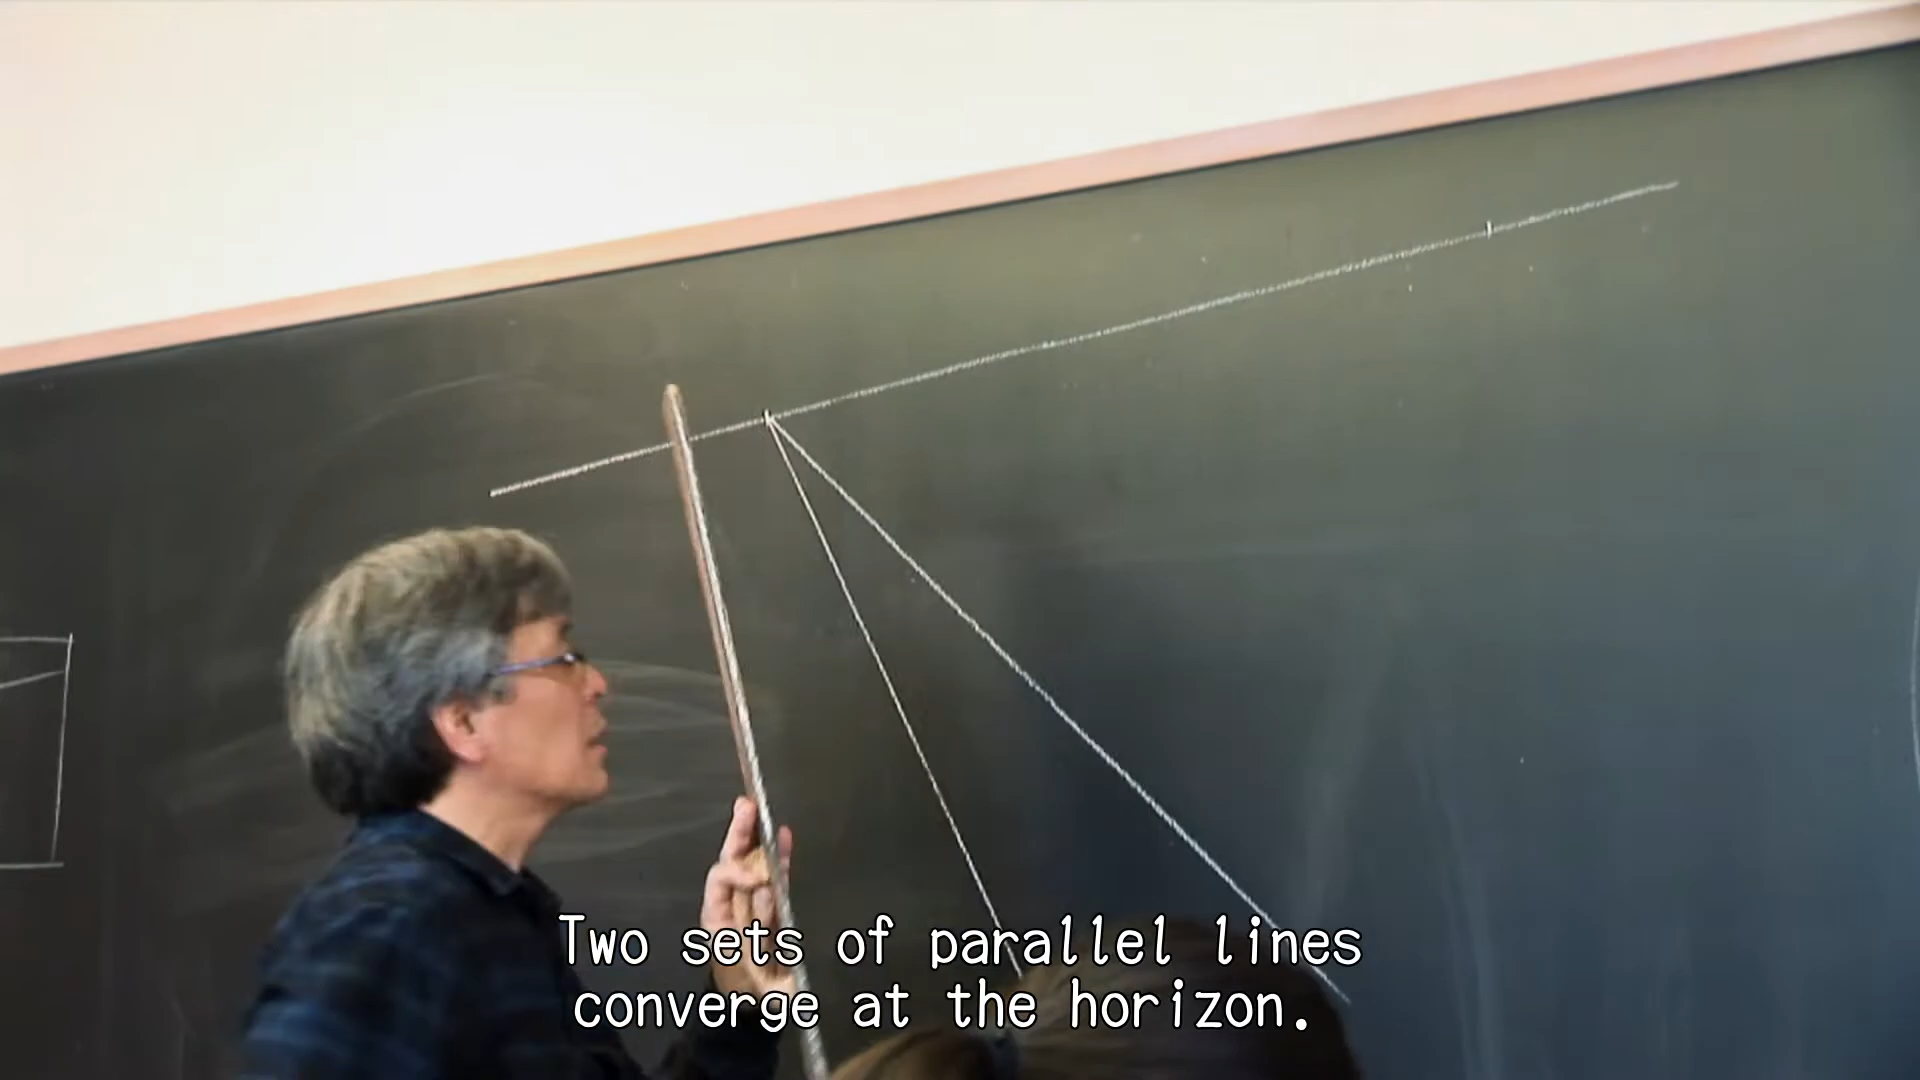 Two sets of parallel lines
converge at the horizon.